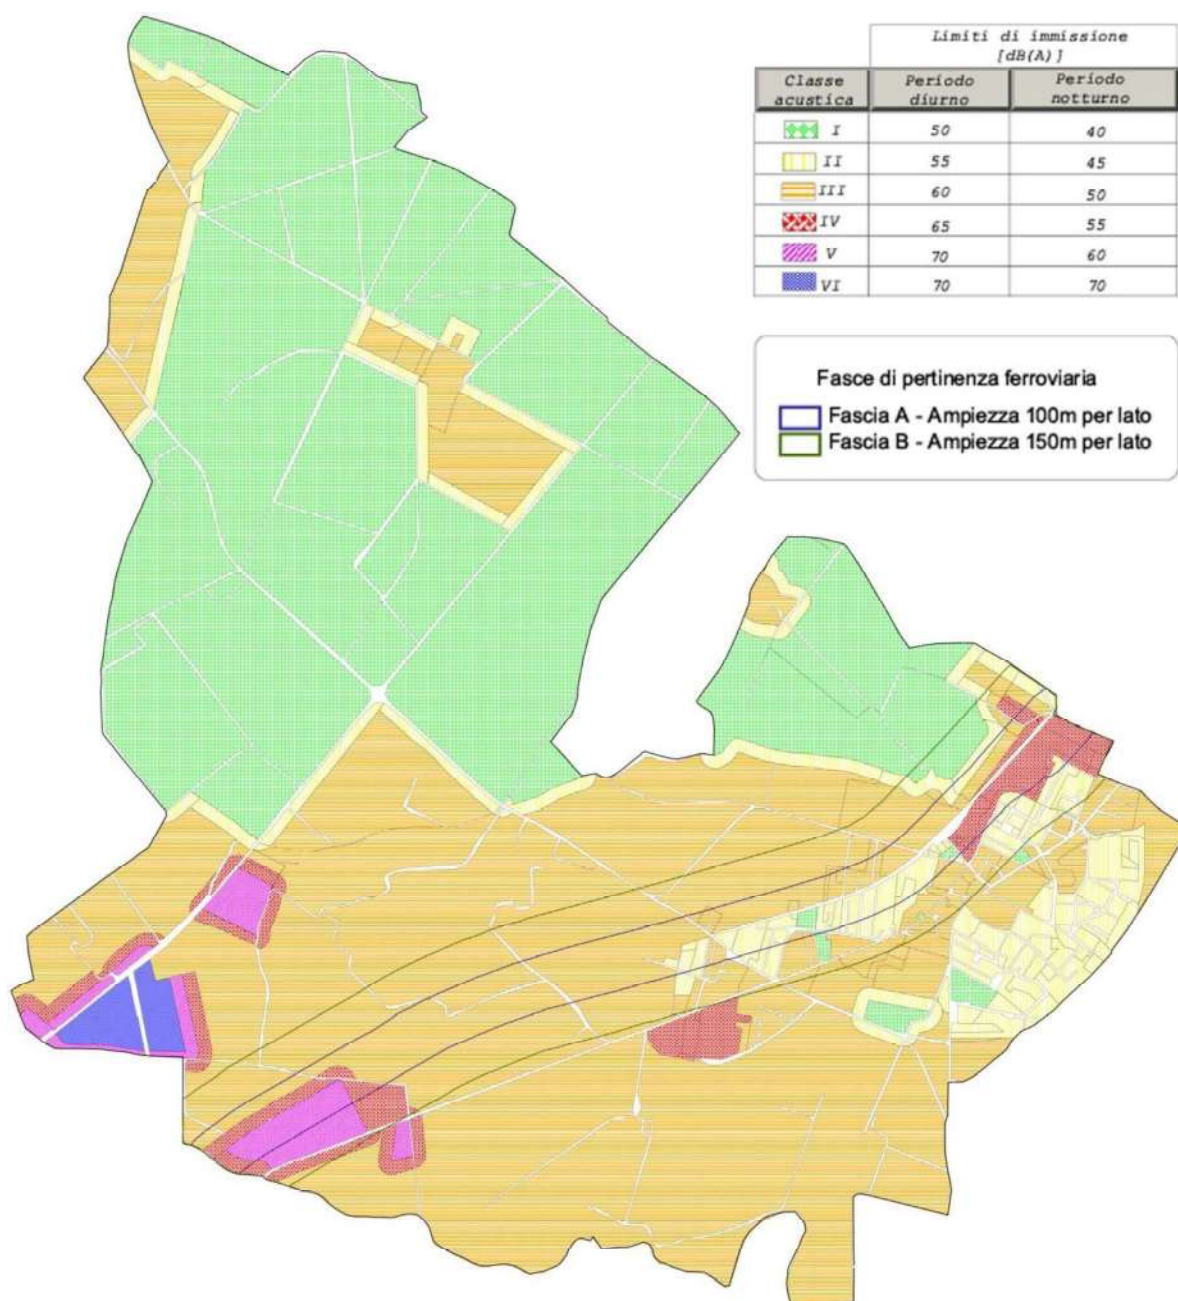 Limiti di immissione
[dB(A)]
Classe acustica Periodo diurno Periodo notturno
I 50 40
II 55 45
III 60 50
IV 65 55
V 70 60
VI 70 70
Fasce di pertinenza ferroviaria
Fascia A - Ampiezza 100m per lato
Fascia B - Ampiezza 150m per lato